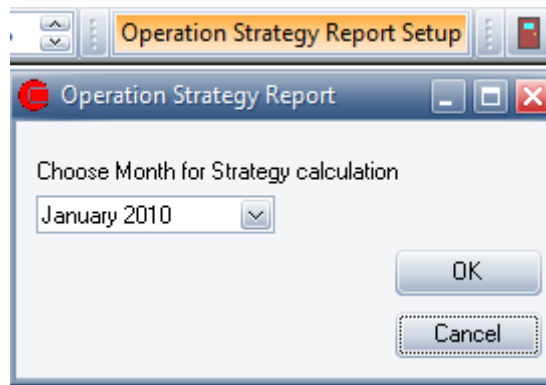 Operation Strategy Report Setup
Operation Strategy Report
Choose Month for Strategy calculation
January 2010
OK
Cancel